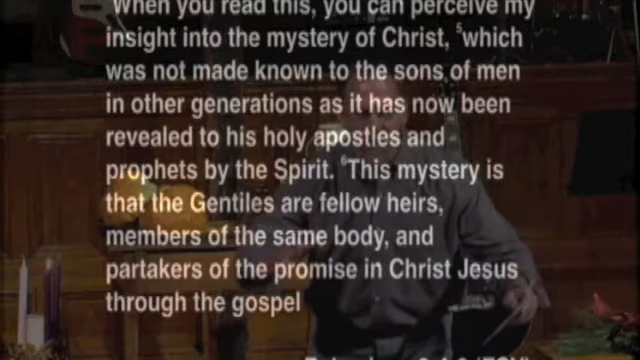 When you read this, you can perceive my
insight into the mystery of Christ, ⁵which
was not made known to the sons of men
in other generations as it has now been
revealed to his holy apostles and
prophets by the Spirit. ⁶This mystery is
that the Gentiles are fellow heirs,
members of the same body, and
partakers of the promise in Christ Jesus
through the gospel